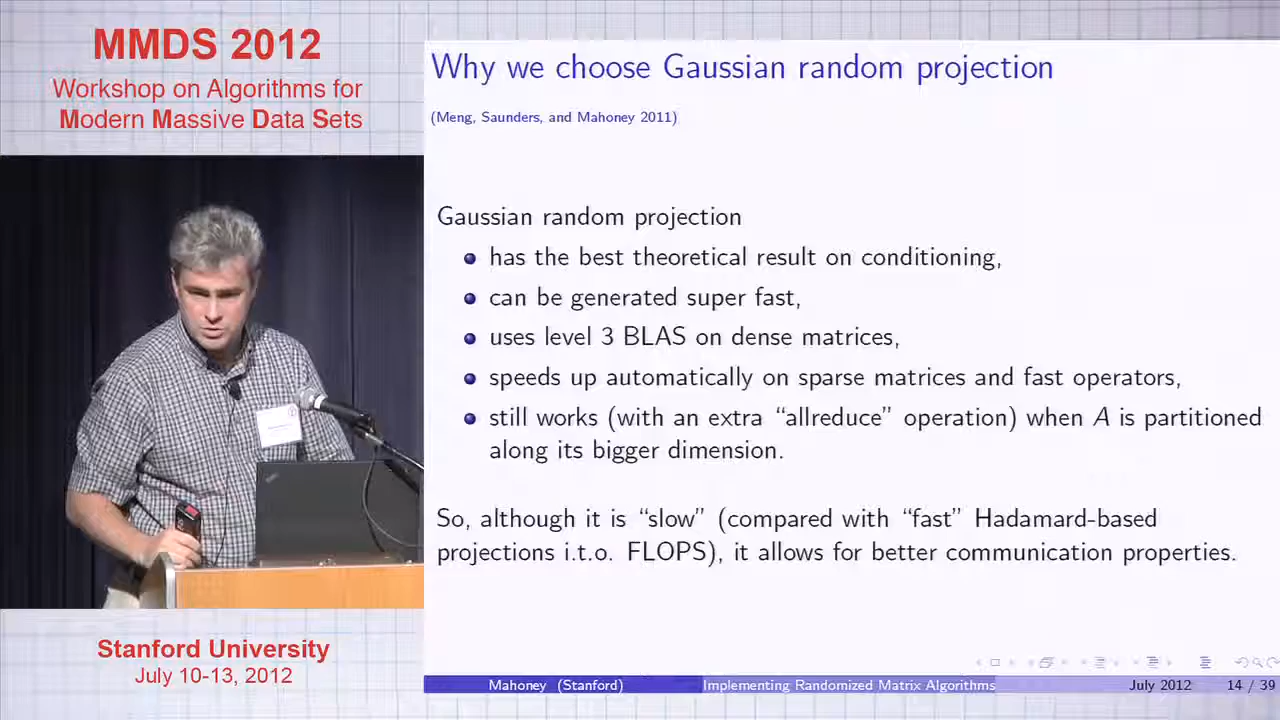 MMDS 2012
Workshop on Algorithms for
Modern Massive Data Sets
Why we choose Gaussian random projection
(Meng, Saunders, and Mahoney 2011)
Gaussian random projection
has the best theoretical result on conditioning,
can be generated super fast,
uses level 3 BLAS on dense matrices,
speeds up automatically on sparse matrices and fast operators,
still works (with an extra “allreduce” operation) when A is partitioned
along its bigger dimension.
So, although it is “slow” (compared with “fast” Hadamard-based
projections i.t.o. FLOPS), it allows for better communication properties.
Stanford University
July 10-13, 2012
Mahoney (Stanford) Implementing Randomized Matrix Algorithms July 2012 14 / 39